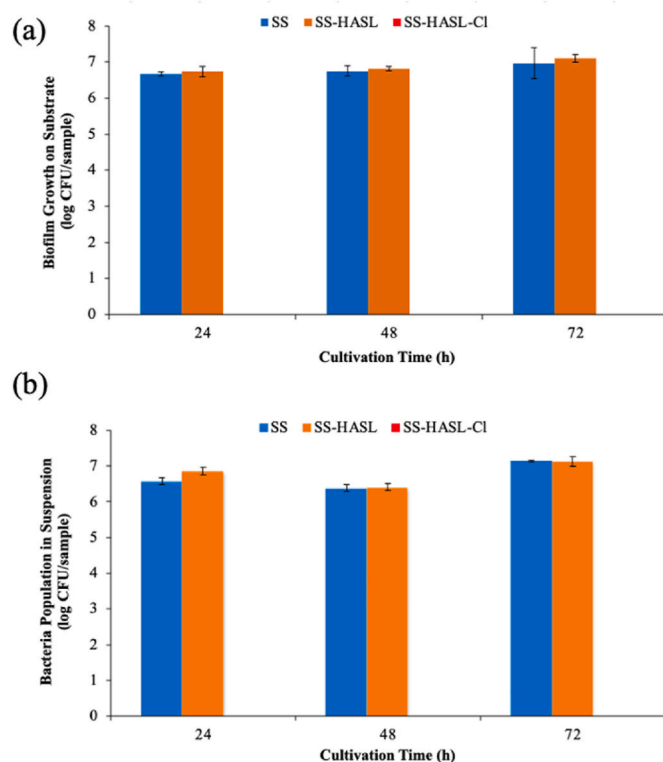 (a)
SS SS-HASL SS-HASL-Cl
8
7
6
5
4
3
2
1
0
Biofilm Growth on Substrate
(log CFU/sample)
24 48 72
Cultivation Time (h)
(b)
SS SS-HASL SS-HASL-Cl
8
7
6
5
4
3
2
1
0
Bacteria Population in Suspension
(log CFU/sample)
24 48 72
Cultivation Time (h)